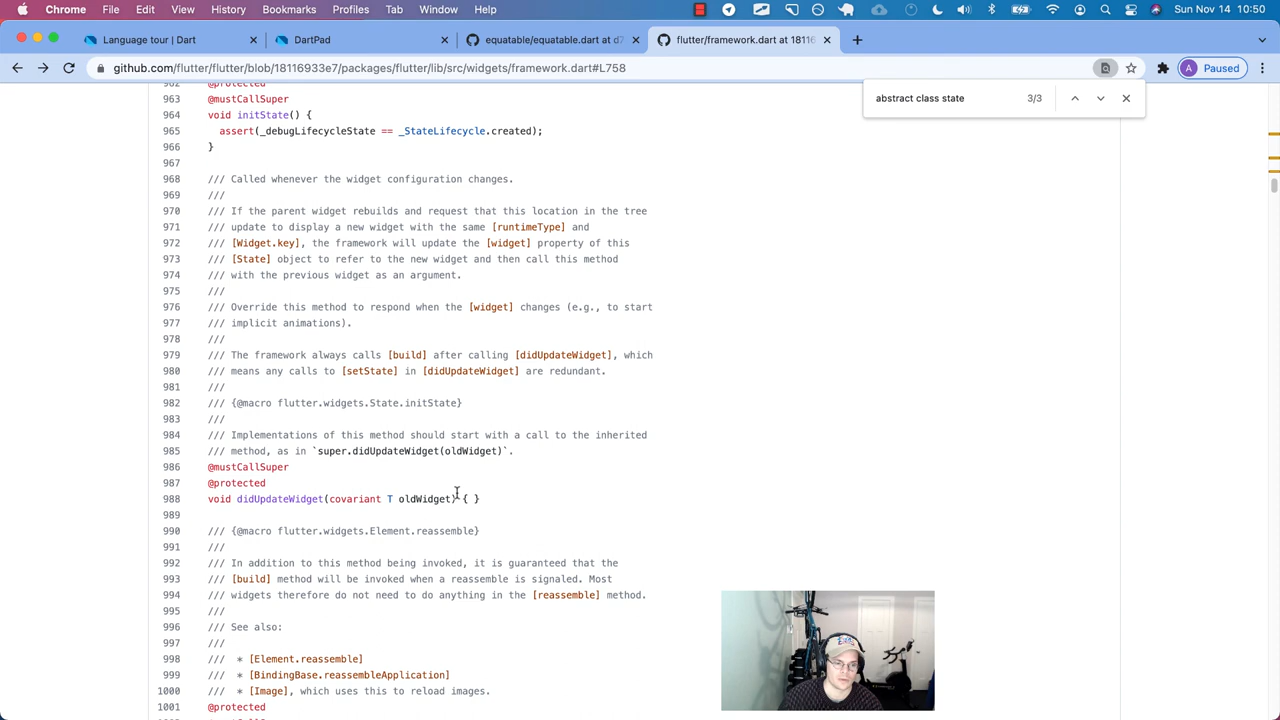 Chrome File Edit View History Bookmarks Profiles Tab Window Help Sun Nov 14 1:50
Language tour | Dart DartPad equatable/equatable.dart at d7 flutter/framework.dart at 18116
github.com/flutter/flutter/blob/18116933e7/packages/flutter/lib/src/widgets/framework.dart#L758 A Paused
abstract class state 3/3
962 @protected
963 @mustCallSuper
964 void initState() {
965 assert(_debugLifecycleState == _StateLifecycle.created);
966 }
967
968 /// Called whenever the widget configuration changes.
969 ///
970 /// If the parent widget rebuilds and request that this location in the tree
971 /// update to display a new widget with the same [runtimeType] and
972 /// [Widget.key], the framework will update the [widget] property of this
973 /// [State] object to refer to the new widget and then call this method
974 /// with the previous widget as an argument.
975 ///
976 /// Override this method to respond when the [widget] changes (e.g., to start
977 /// implicit animations).
978 ///
979 /// The framework always calls [build] after calling [didUpdateWidget], which
980 /// means any calls to [setState] in [didUpdateWidget] are redundant.
981 ///
982 /// {@macro flutter.widgets.State.initState}
983 ///
984 /// Implementations of this method should start with a call to the inherited
985 /// method, as in `super.didUpdateWidget(oldWidget)`.
986 @mustCallSuper
987 @protected
988 void didUpdateWidget(covariant T oldWidget) { }
989
990 /// {@macro flutter.widgets.Element.reassemble}
991 ///
992 /// In addition to this method being invoked, it is guaranteed that the
993 /// [build] method will be invoked when a reassemble is signaled. Most
994 /// widgets therefore do not need to do anything in the [reassemble] method.
995 ///
996 /// See also:
997 ///
998 /// * [Element.reassemble]
999 /// * [BindingBase.reassembleApplication]
1000 /// * [Image], which uses this to reload images.
1001 @protected